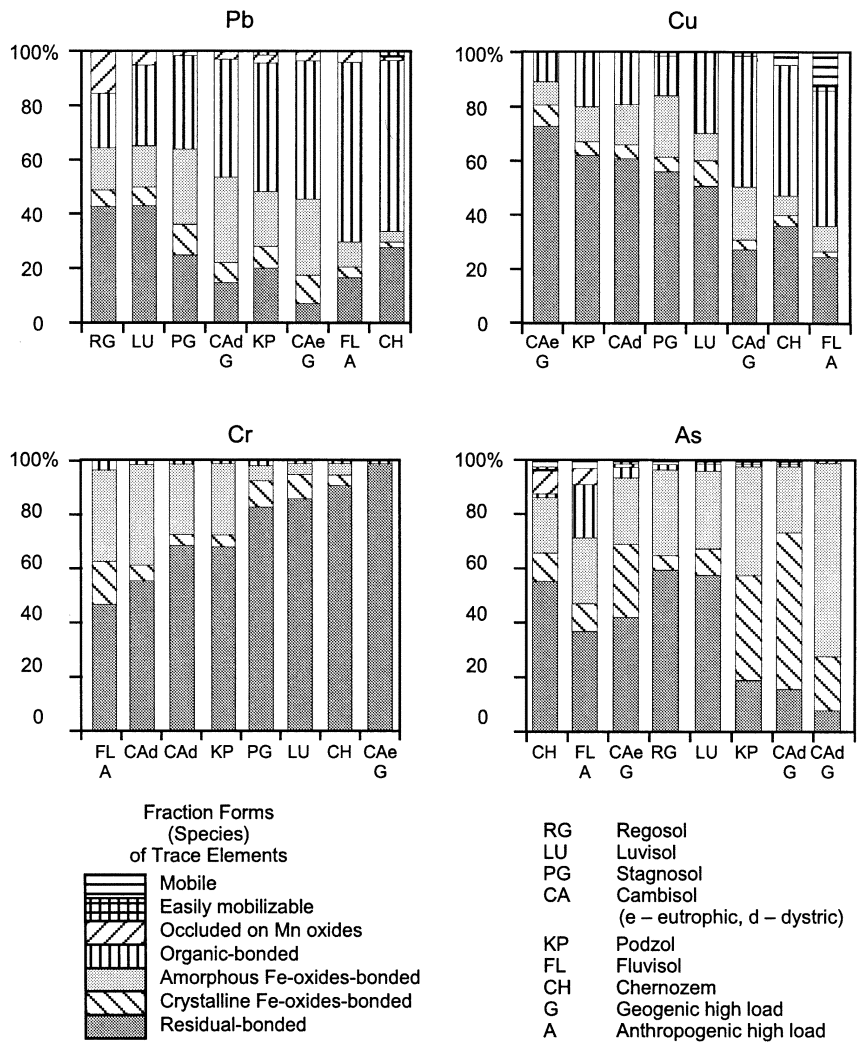 Pb
100%
80
60
40
20
0
RG LU PG CAd KP CAe FL CH
G G A
Cu
100%
80
60
40
20
0
CAe KP CAd PG LU CAd CH FL
G G A
Cr
100%
80
60
40
20
0
FL CAd CAd KP PG LU CH CAe
A G
As
100%
80
60
40
20
0
CH FL CAe RG LU KP CAd CAd
A G G G
Fraction Forms
(Species)
of Trace Elements
Mobile
Easily mobilizable
Occluded on Mn oxides
Organic-bonded
Amorphous Fe-oxides-bonded
Crystalline Fe-oxides-bonded
Residual-bonded
RG Regosol
LU Luvisol
PG Stagnosol
CA Cambisol
(e – eutrophic, d – dystric)
KP Podzol
FL Fluvisol
CH Chernozem
G Geogenic high load
A Anthropogenic high load